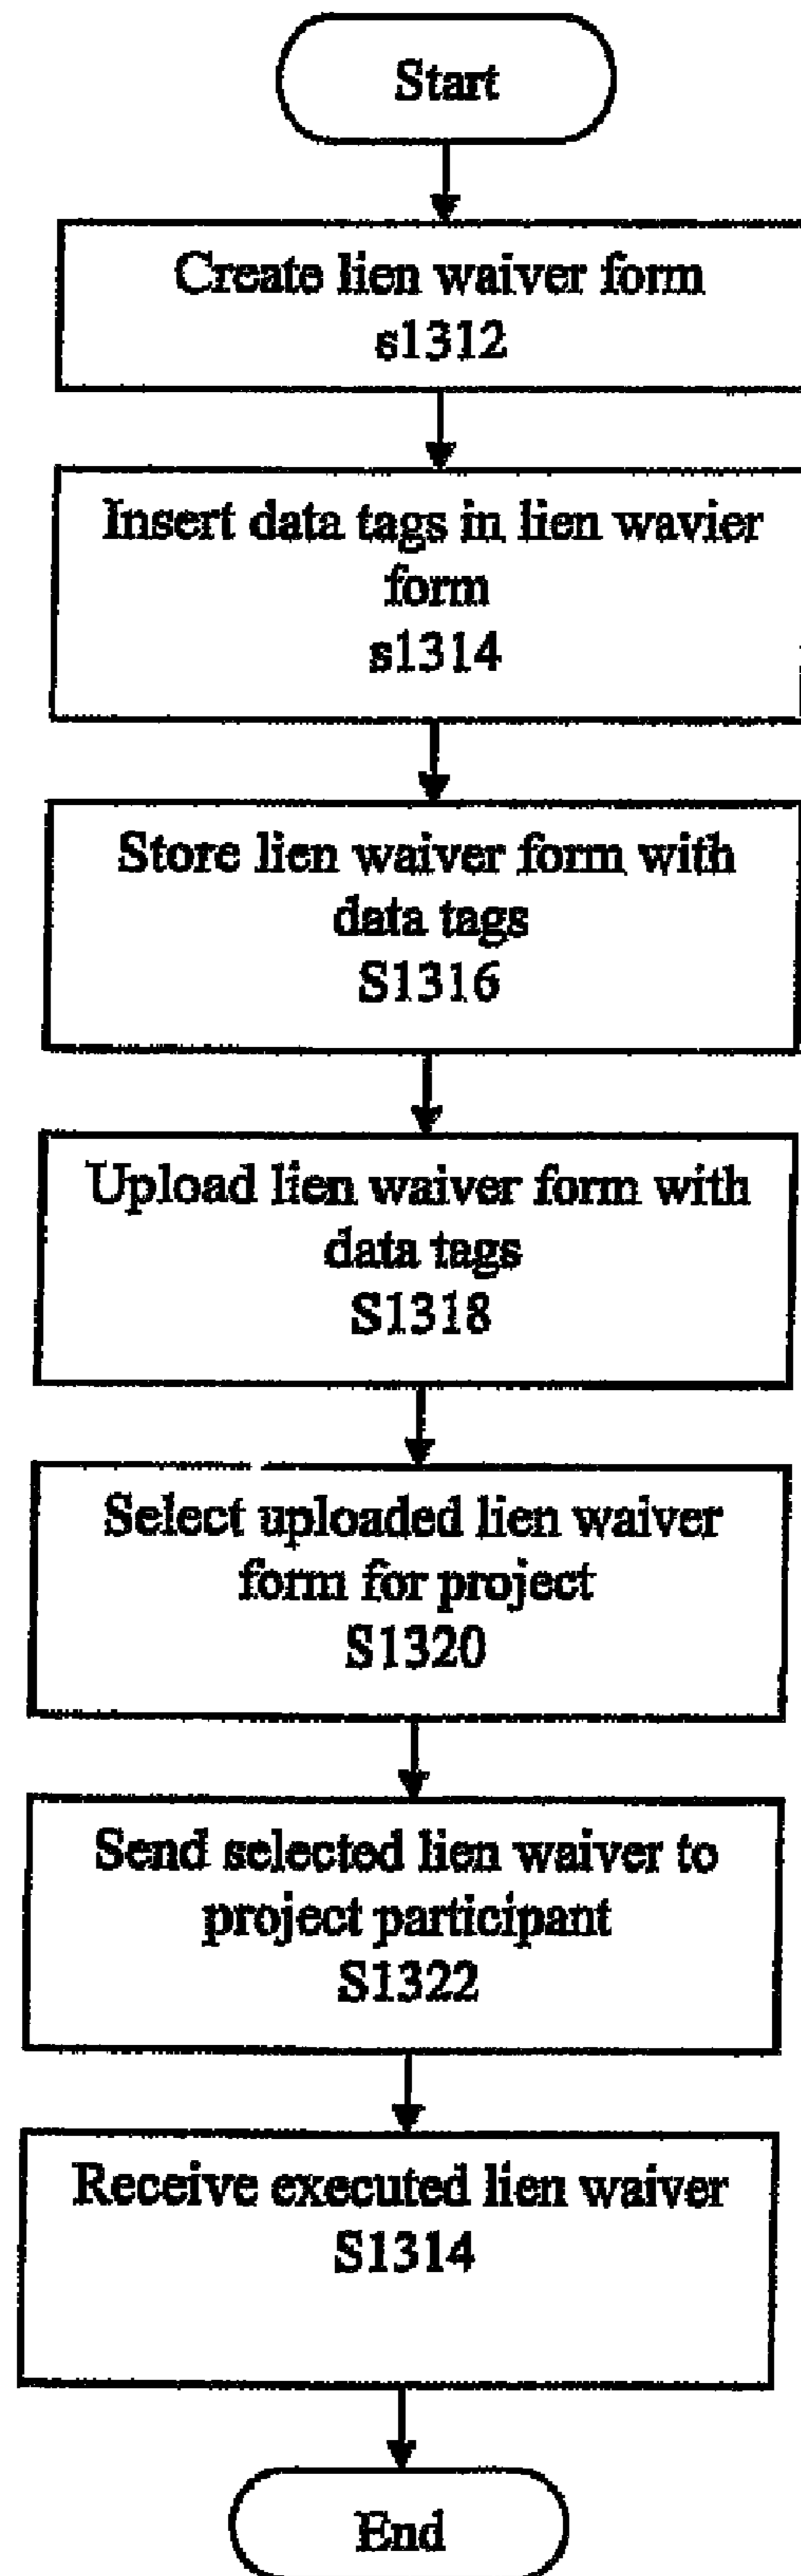 Start
Create lien waiver form
s1312
Insert data tags in lien wavier
form
s1314
Store lien waiver form with
data tags
S1316
Upload lien waiver form with
data tags
S1318
Select uploaded lien waiver
form for project
S1320
Send selected lien waiver to
project participant
S1322
Receive executed lien waiver
S1314
End